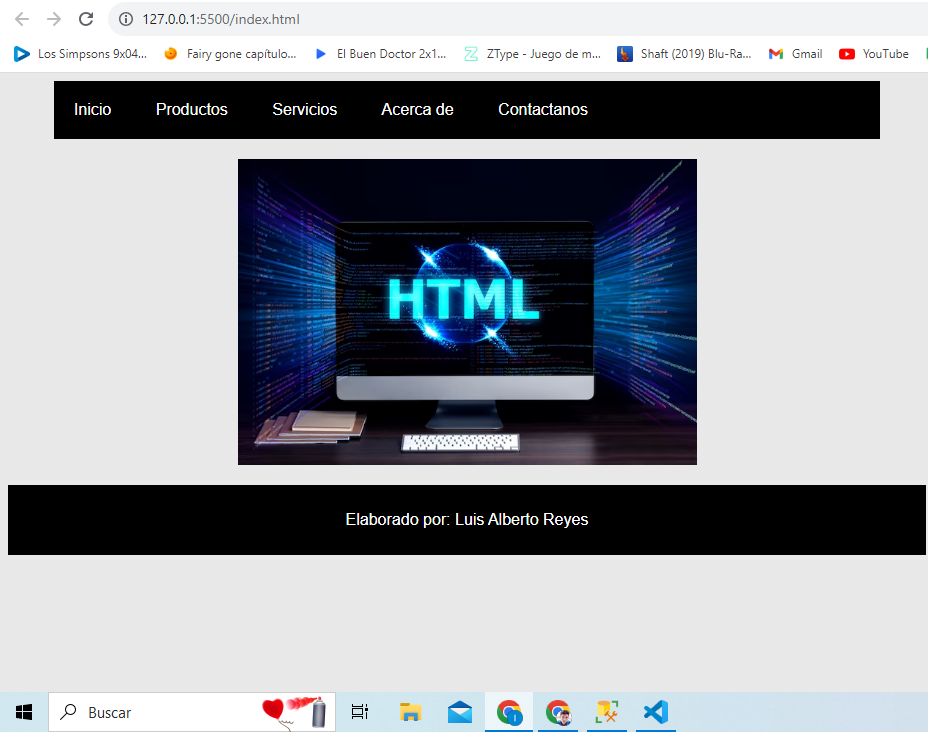 127.0.0.1:5500/index.html
Los Simpsons 9x04... Fairy gone capítulo... El Buen Doctor 2x1... ZType - Juego de m... Shaft (2019) Blu-Ra... Gmail YouTube
Inicio Productos Servicios Acerca de Contactanos
HTML
Elaborado por: Luis Alberto Reyes
Buscar